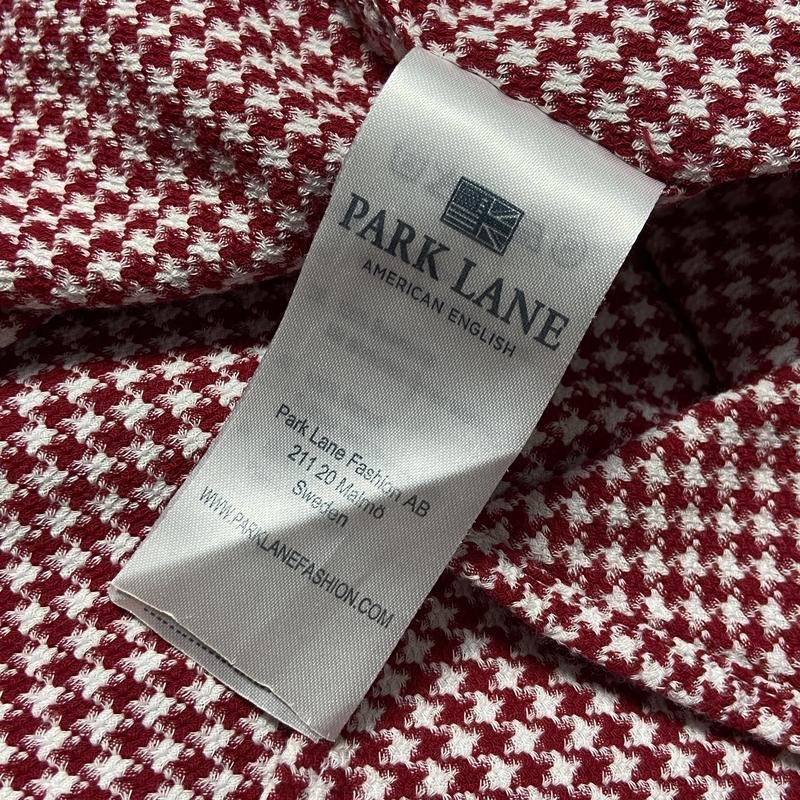 PARK LANE
AMERICAN ENGLISH
Park Lane Fashion AB
211 20 Malmö
Sweden
WWW.PARKLANEFASHION.COM